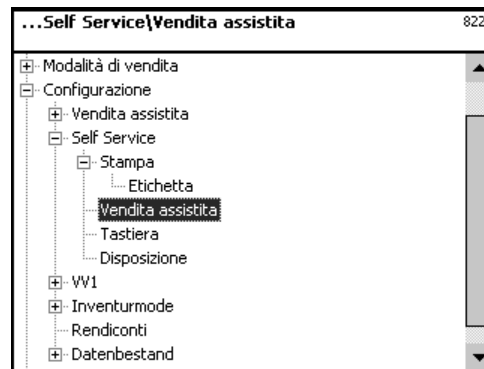 ...Self Service\Vendita assistita 822
Modalità di vendita
Configurazione
Vendita assistita
Self Service
Stampa
Etichetta
Vendita assistita
Tastiera
Disposizione
VV1
Inventurmode
Rendiconti
Datenbestand